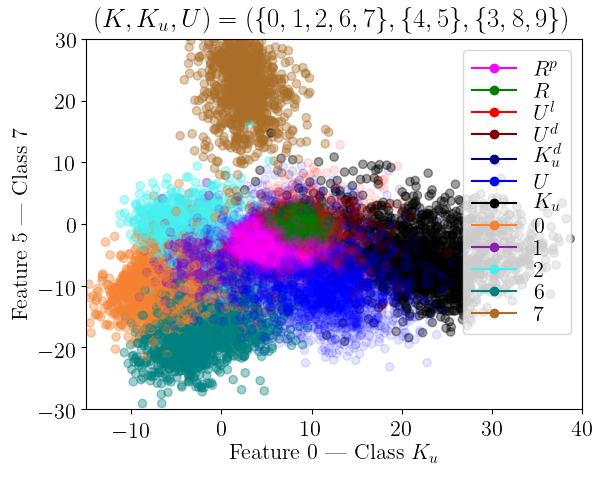 (K, K_u, U) = ({0, 1, 2, 6, 7}, {4, 5}, {3, 8, 9})
30
20
10
0
−10
−20
−30
Feature 5 — Class 7
R^p
R
U^l
U^d
K_u^d
U
K_u
0
1
2
6
7
−10
0
10
20
30
40
Feature 0 — Class K_u